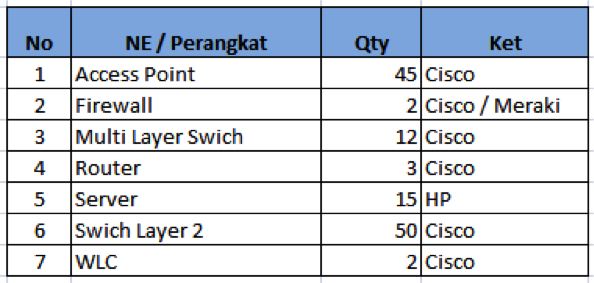 No NE / Perangkat Qty Ket
1 Access Point 45 Cisco
2 Firewall 2 Cisco / Meraki
3 Multi Layer Swich 12 Cisco
4 Router 3 Cisco
5 Server 15 HP
6 Swich Layer 2 50 Cisco
7 WLC 2 Cisco